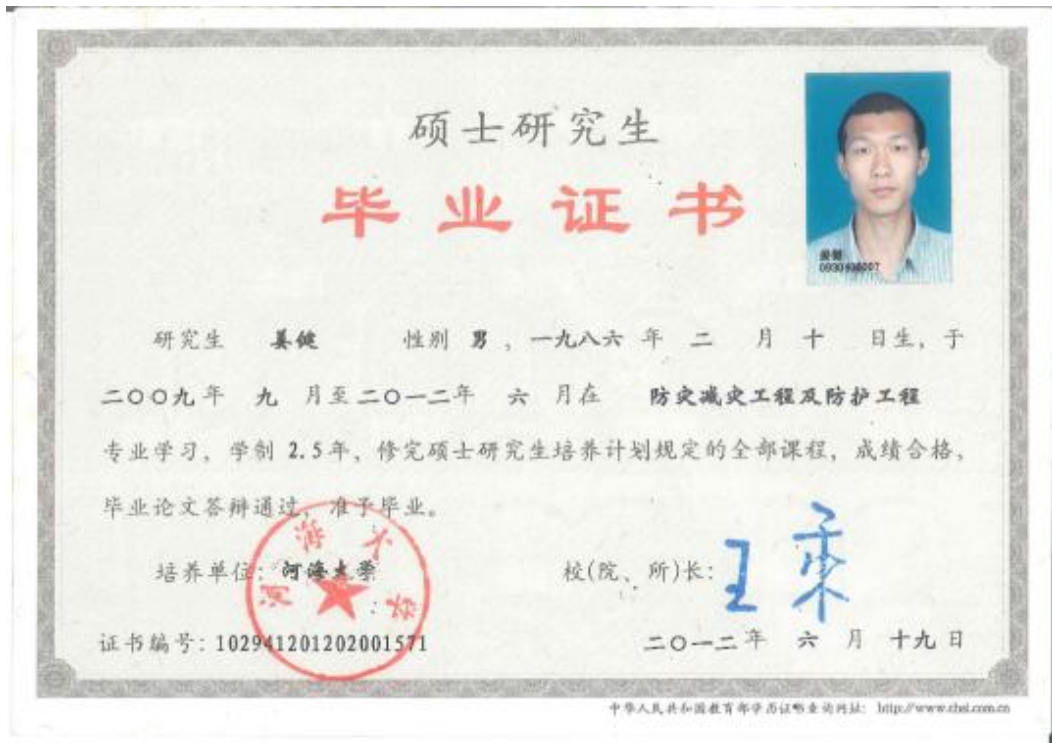 硕士研究生
毕业证书
姜健
0930408007
研究生 姜健 性别 男 , 一九八六 年 二 月 十 日生, 于
二〇〇九 年 九 月至 二〇一二 年 六 月在 防灾减灾工程及防护工程
专业学习, 学制 2.5 年, 修完硕士研究生培养计划规定的全部课程, 成绩合格,
毕业论文答辩通过, 准予毕业。
河海大学
培养单位: 河海大学 校(院、所)长: 王乘
证书编号: 102941201202001571 二〇一二 年 六 月 十九 日
中华人民共和国教育部学历证书查询网址: http://www.chsi.com.cn